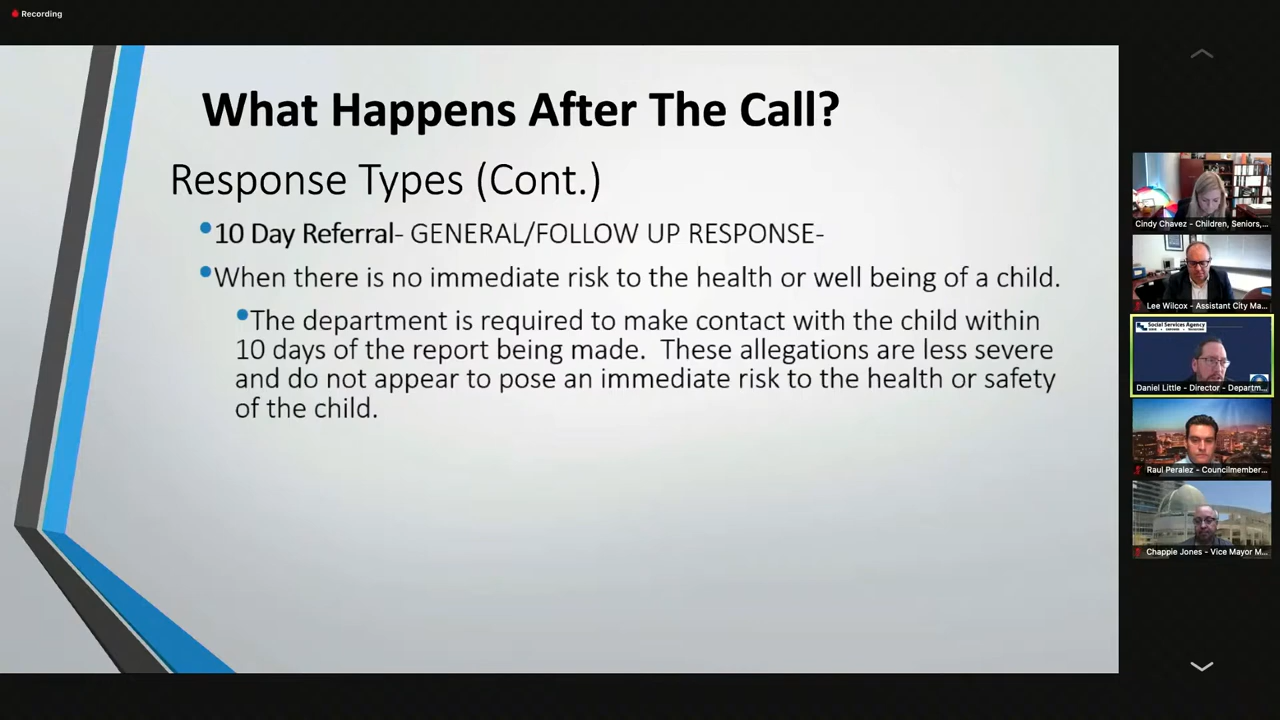 Recording
What Happens After The Call?
Response Types (Cont.)
•10 Day Referral- GENERAL/FOLLOW UP RESPONSE-
•When there is no immediate risk to the health or well being of a child.
•The department is required to make contact with the child within
10 days of the report being made.  These allegations are less severe
and do not appear to pose an immediate risk to the health or safety
of the child.
Cindy Chavez - Children, Seniors,...
Lee Wilcox - Assistant City Ma...
Social Services Agency
Daniel Little - Director - Departm...
Raul Peralez - Councilmember...
Chappie Jones - Vice Mayor M...